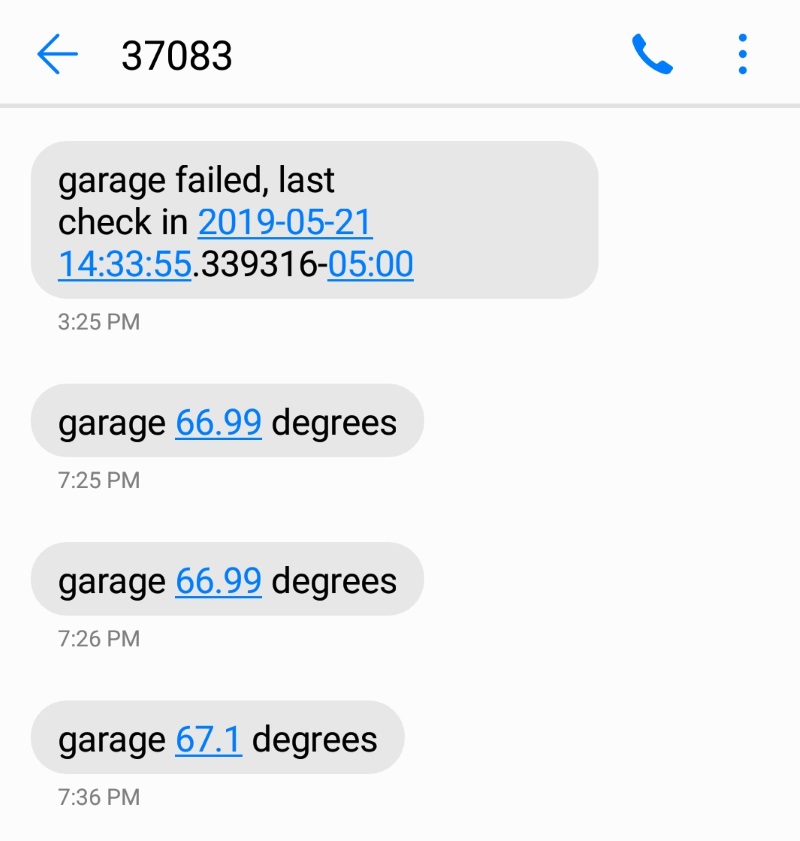 37083
garage failed, last
check in 2019-05-21
14:33:55.339316-05:00
3:25 PM
garage 66.99 degrees
7:25 PM
garage 66.99 degrees
7:26 PM
garage 67.1 degrees
7:36 PM